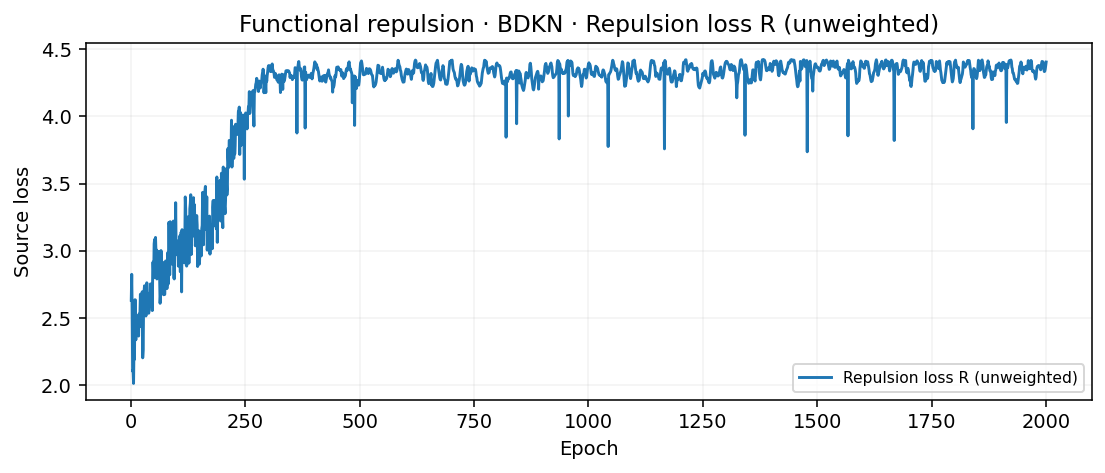 Functional repulsion · BDKN · Repulsion loss R (unweighted)
4.5
4.0
3.5
3.0
2.5
2.0
Source loss
0 250 500 750 1000 1250 1500 1750 2000
Epoch
Repulsion loss R (unweighted)